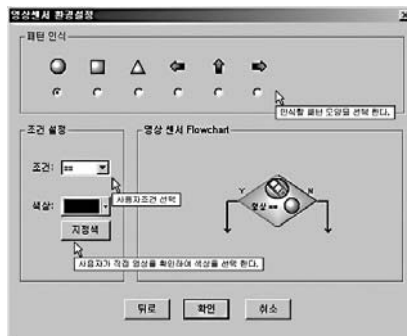 영상센서 환경설정
패턴 인식
인식할 패턴 모양을 선택 한다.
조건 설정
조건: ==
사용자조건 선택
색상:
지정색
사용자가 직접 영상를 확인하여 색상을 선택 한다.
영상 센서 Flowchart
Y N
영상 ==
뒤로 확인 취소